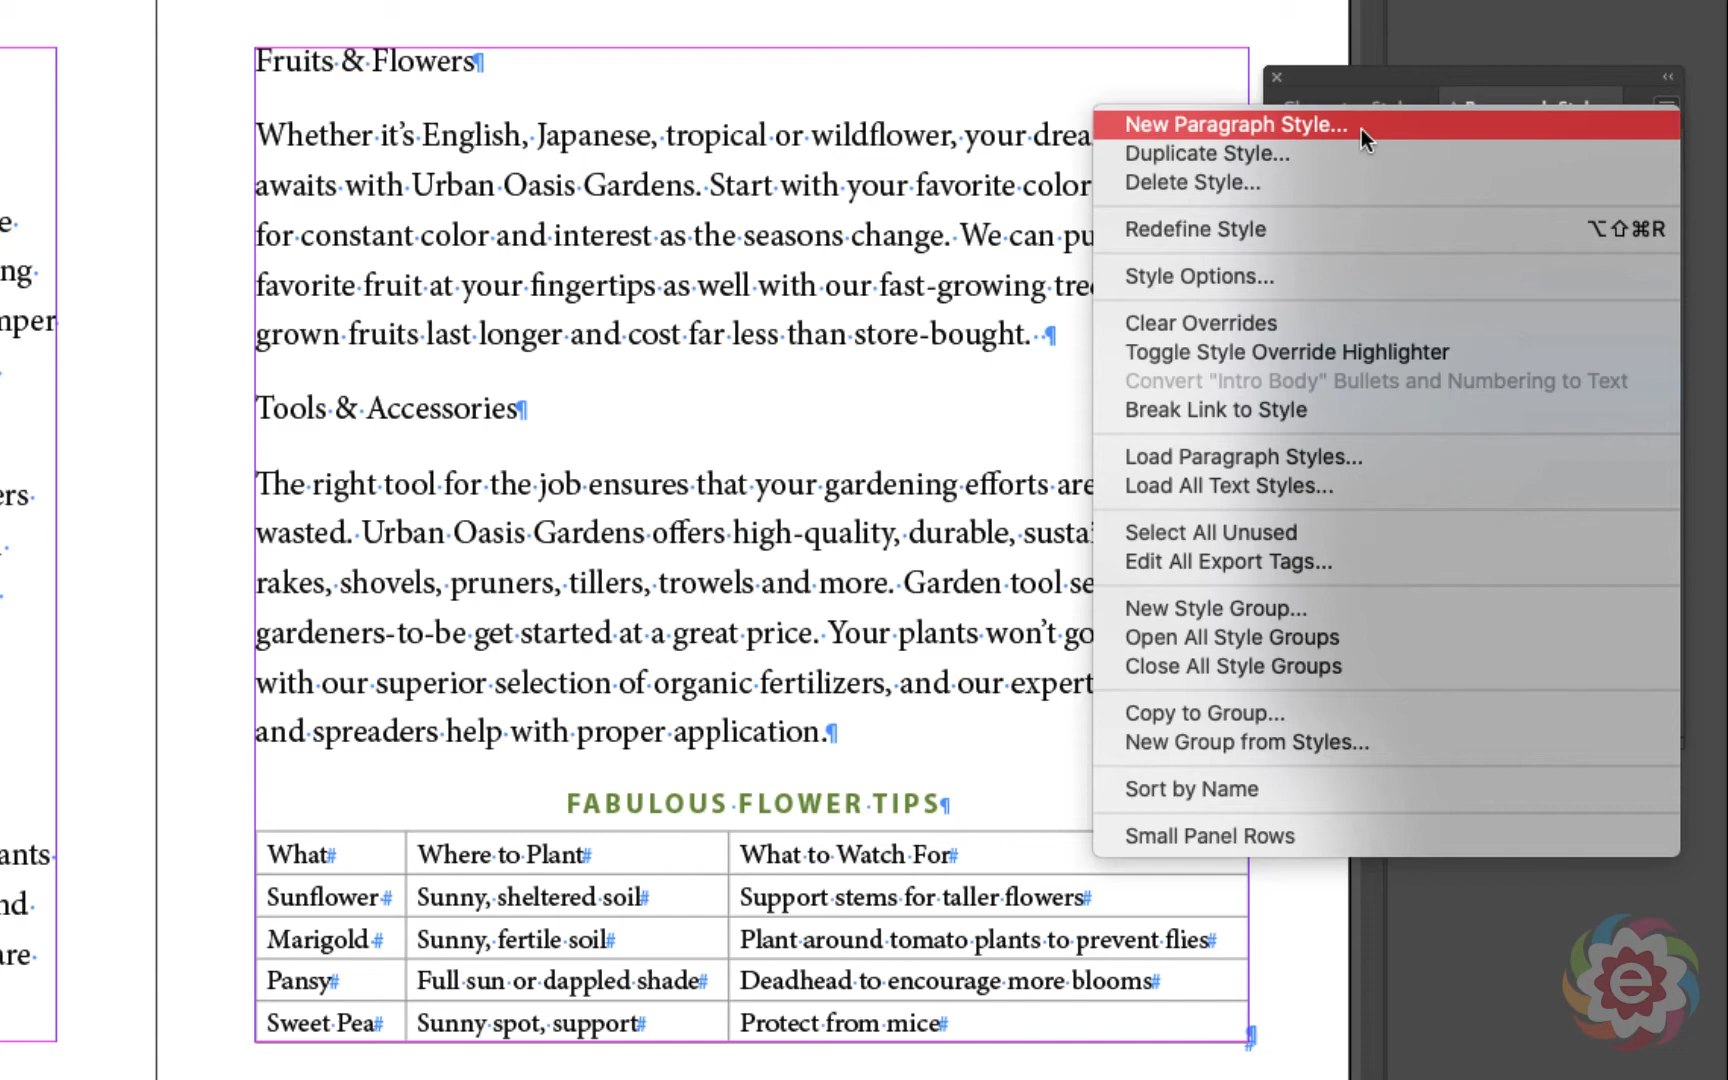 Fruits & Flowers¶
Whether it’s English, Japanese, tropical or wildflower, your drea
awaits with Urban Oasis Gardens. Start with your favorite color
for constant color and interest as the seasons change. We can pu
favorite fruit at your fingertips as well with our fast-growing tre
grown fruits last longer and cost far less than store-bought. ¶
Tools & Accessories¶
The right tool for the job ensures that your gardening efforts are
wasted. Urban Oasis Gardens offers high-quality, durable, sustai
rakes, shovels, pruners, tillers, trowels and more. Garden tool se
gardeners-to-be get started at a great price. Your plants won’t go
with our superior selection of organic fertilizers, and our expert
and spreaders help with proper application.¶
FABULOUS FLOWER TIPS¶
What# Where to Plant# What to Watch For#
Sunflower # Sunny, sheltered soil# Support stems for taller flowers#
Marigold # Sunny, fertile soil# Plant around tomato plants to prevent flies#
Pansy# Full sun or dappled shade# Deadhead to encourage more blooms#
Sweet Pea# Sunny spot, support# Protect from mice#
e
ng
mper
ers
ants
nd
are
New Paragraph Style...
Duplicate Style...
Delete Style...
Redefine Style ⌥⇧⌘R
Style Options...
Clear Overrides
Toggle Style Override Highlighter
Convert "Intro Body" Bullets and Numbering to Text
Break Link to Style
Load Paragraph Styles...
Load All Text Styles...
Select All Unused
Edit All Export Tags...
New Style Group...
Open All Style Groups
Close All Style Groups
Copy to Group...
New Group from Styles...
Sort by Name
Small Panel Rows
e